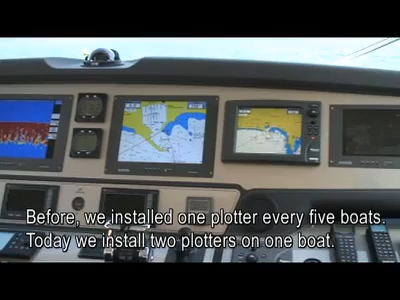 Before, we installed one plotter every five boats.
Today we install two plotters on one boat.